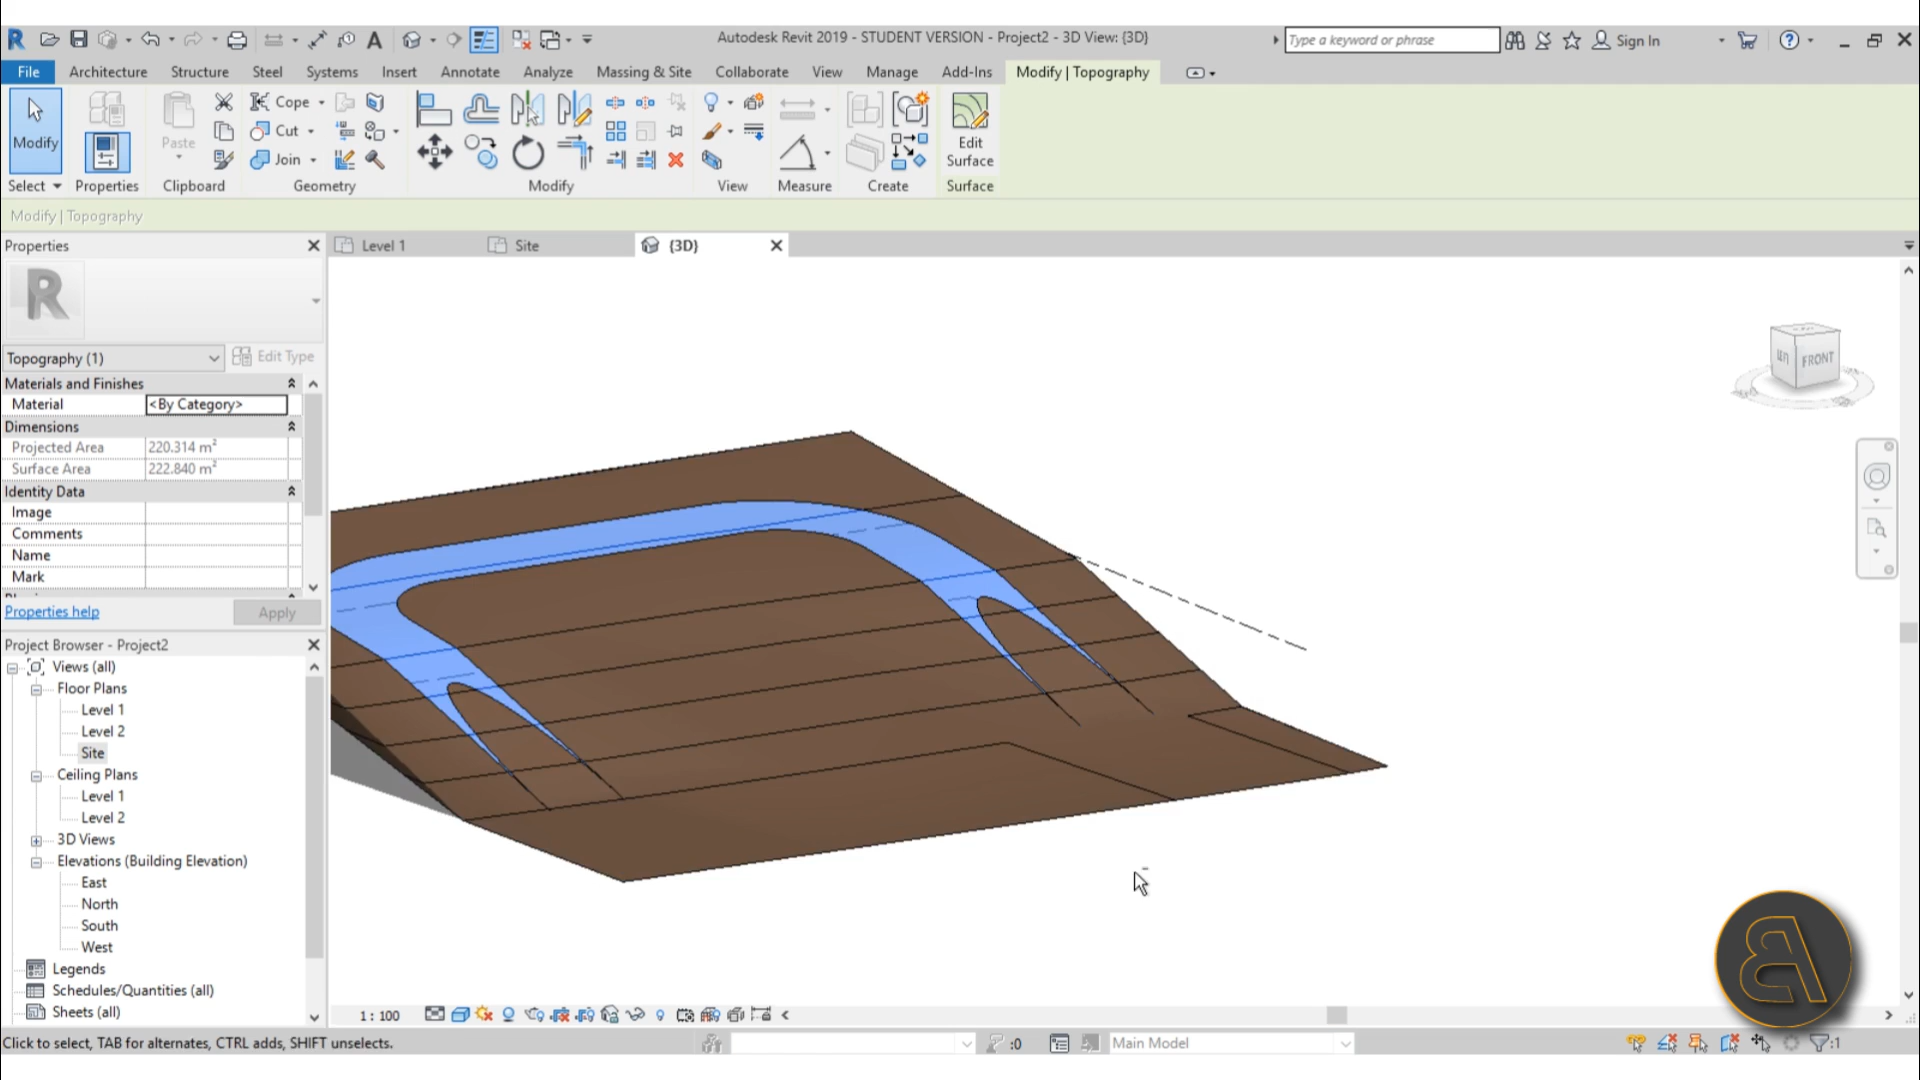 Autodesk Revit 2019 - STUDENT VERSION - Project2 - 3D View: {3D}
Type a keyword or phrase
Sign In
File Architecture Structure Steel Systems Insert Annotate Analyze Massing & Site Collaborate View Manage Add-Ins Modify | Topography
Modify
Paste
Cope
Cut
Join
Edit
Surface
Select Properties Clipboard Geometry Modify View Measure Create Surface
Modify | Topography
Properties
Level 1
Site
{3D}
Topography (1)
Edit Type
Materials and Finishes
Material <By Category>
Dimensions
Projected Area 220.314 m²
Surface Area 222.840 m²
Identity Data
Image
Comments
Name
Mark
Properties help
Apply
Project Browser - Project2
Views (all)
Floor Plans
Level 1
Level 2
Site
Ceiling Plans
Level 1
Level 2
3D Views
Elevations (Building Elevation)
East
North
South
West
Legends
Schedules/Quantities (all)
Sheets (all)
FRONT
1 : 100
Click to select, TAB for alternates, CTRL adds, SHIFT unselects.
:0
Main Model
:1